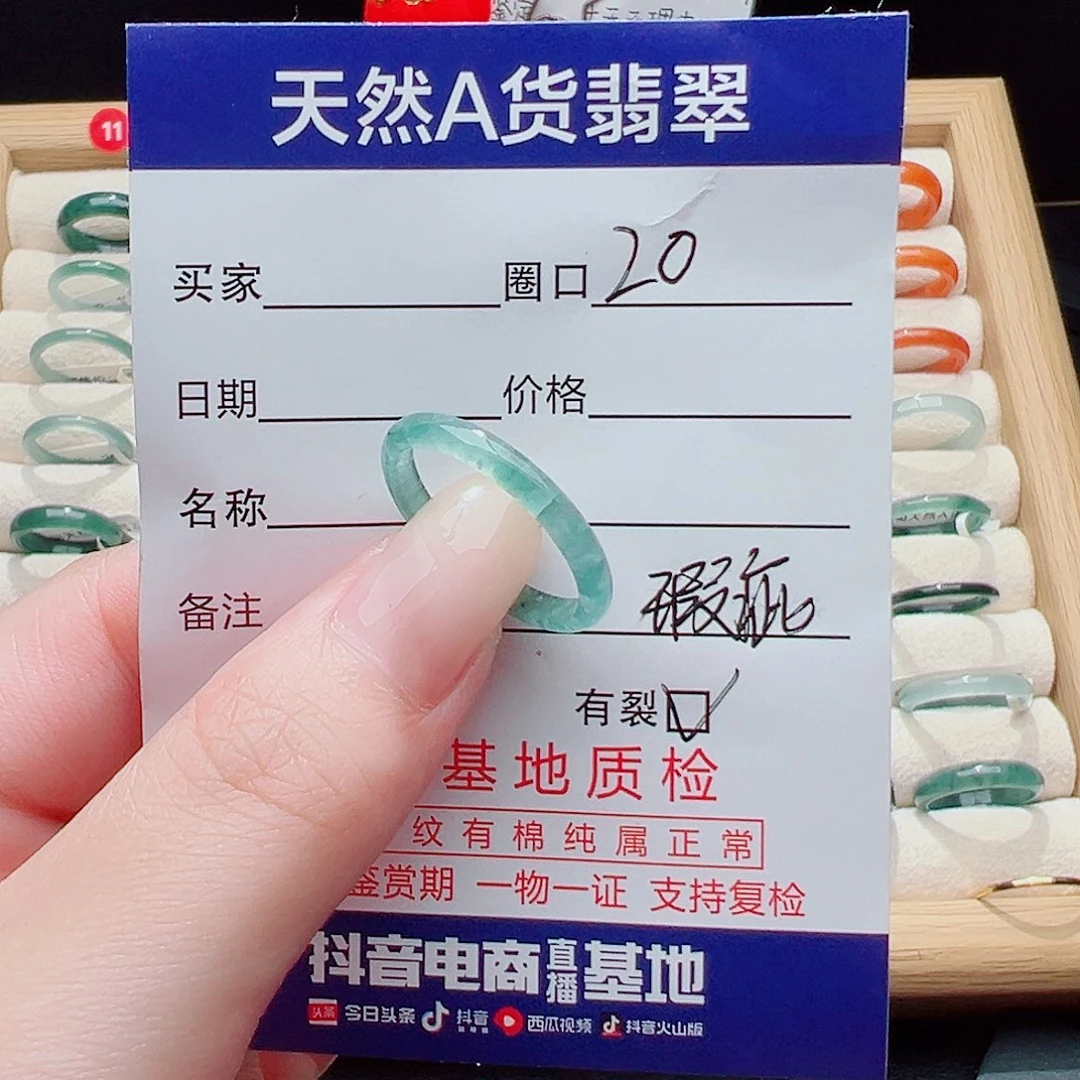 11
天然A货翡翠
买家 圈口 20
日期 价格
名称
备注 瑕疵
有裂
基地质检
纹有棉纯属正常
鉴赏期 一物一证 支持复检
抖音电商直播基地
头条 今日头条 抖音 西瓜视频 抖音火山版